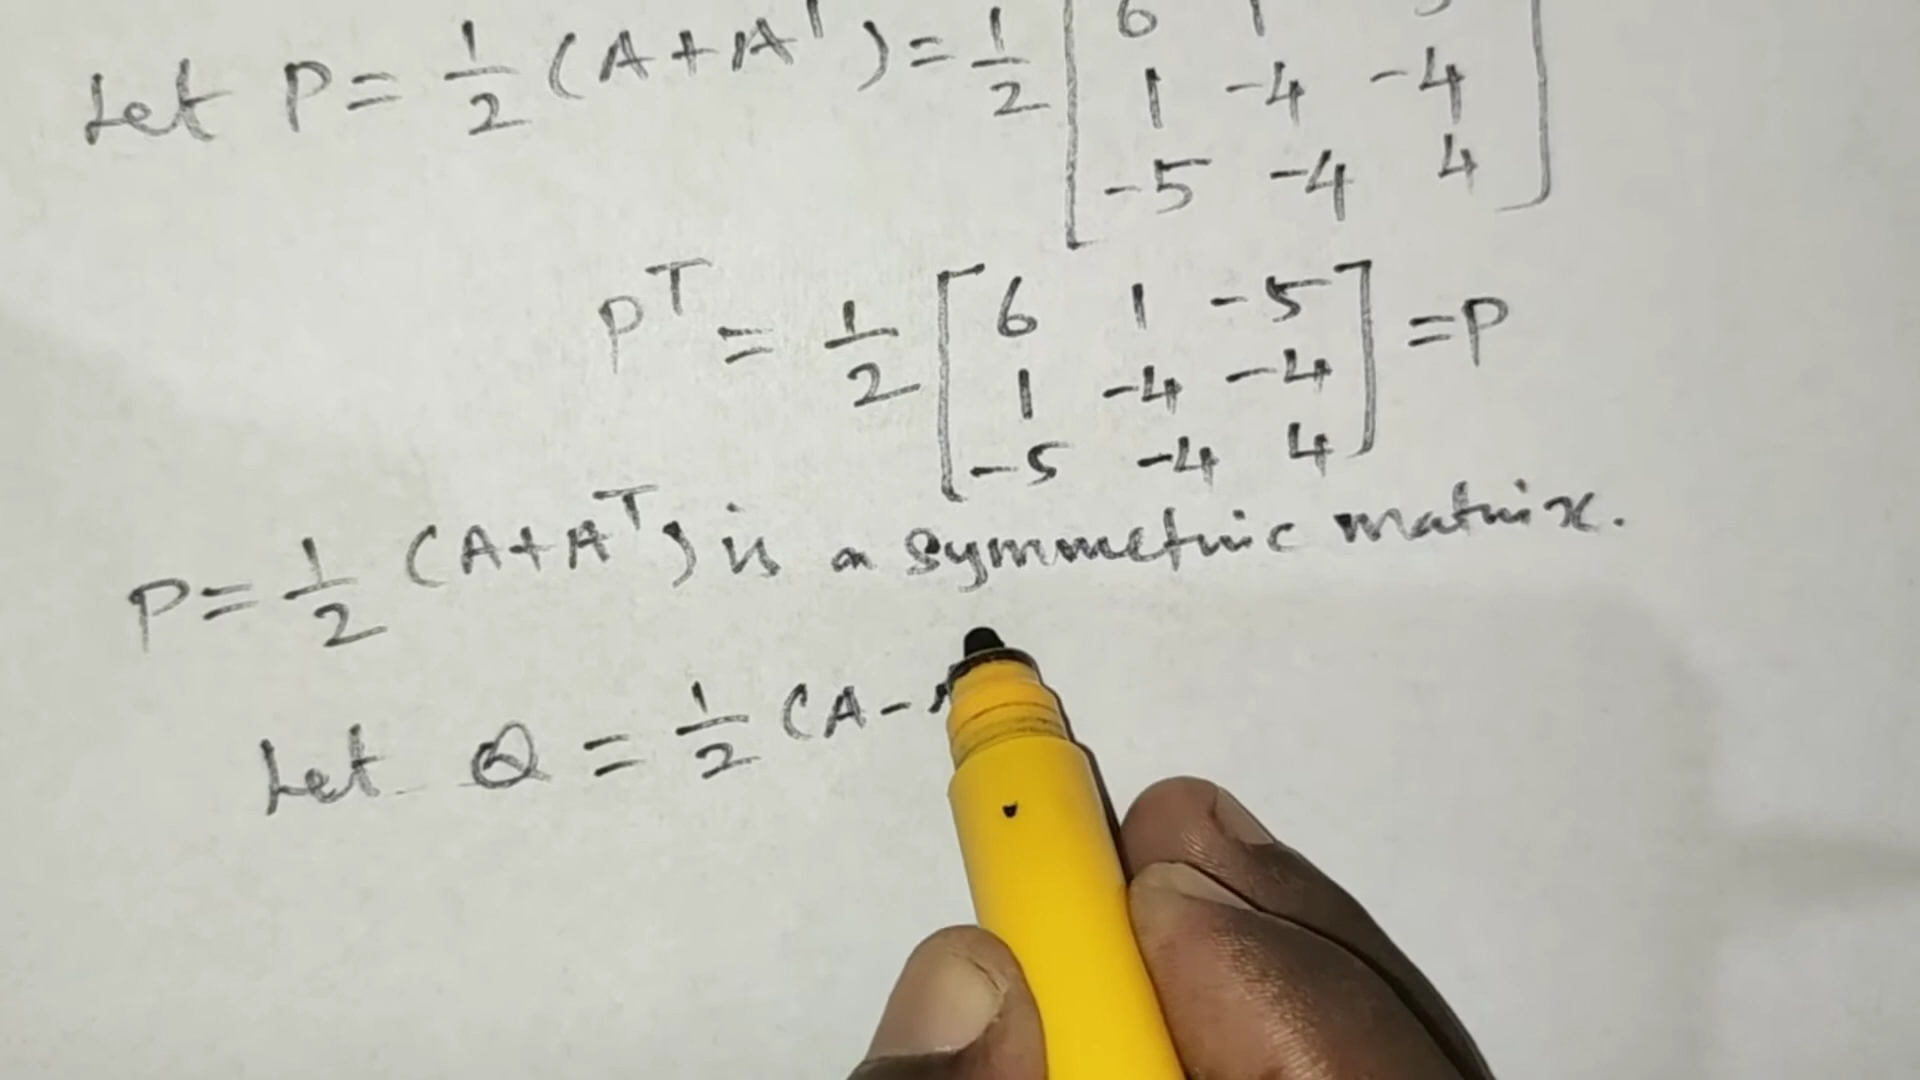 Let P = 1/2 (A+A^T) = 1/2 [6 1
1 -4 -4
-5 -4 4]
P^T = 1/2 [6 1 -5
1 -4 -4
-5 -4 4] = P
P = 1/2 (A+A^T) is a symmetric matrix.
Let Q = 1/2 (A-